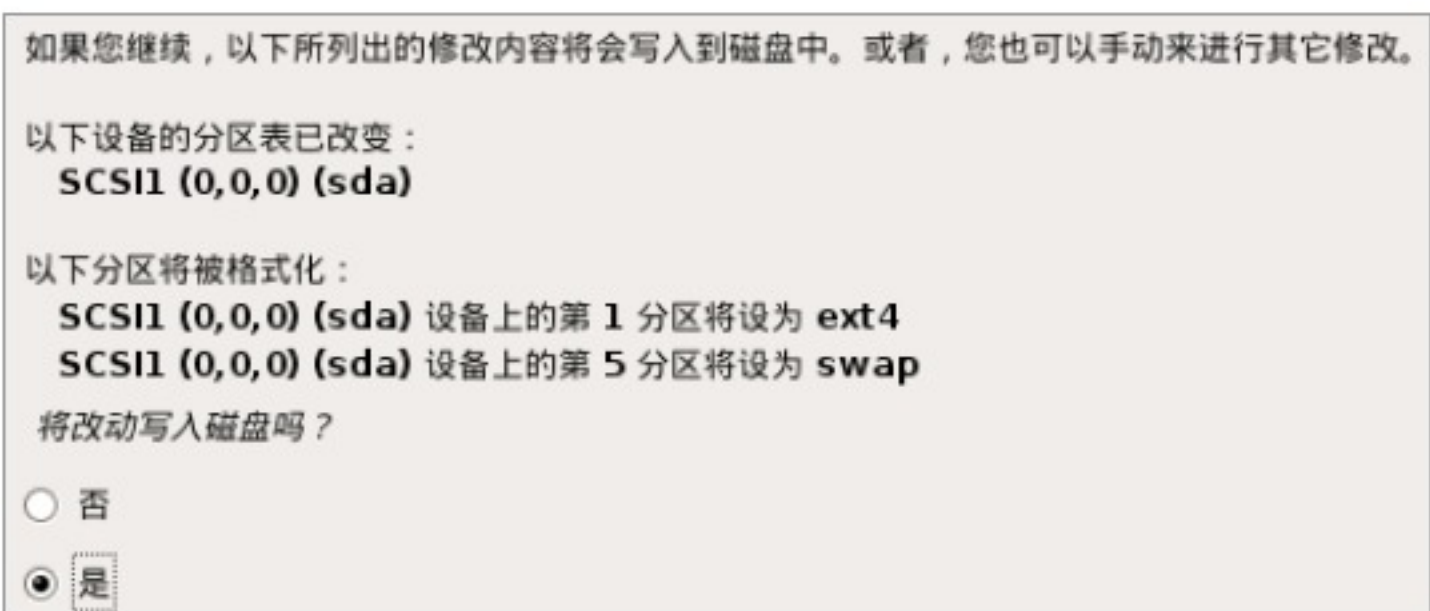 如果您继续，以下所列出的修改内容将会写入到磁盘中。或者，您也可以手动来进行其它修改。
以下设备的分区表已改变：
SCSI1 (0,0,0) (sda)
以下分区将被格式化：
SCSI1 (0,0,0) (sda) 设备上的第 1 分区将设为 ext4
SCSI1 (0,0,0) (sda) 设备上的第 5 分区将设为 swap
将改动写入磁盘吗？
否
是